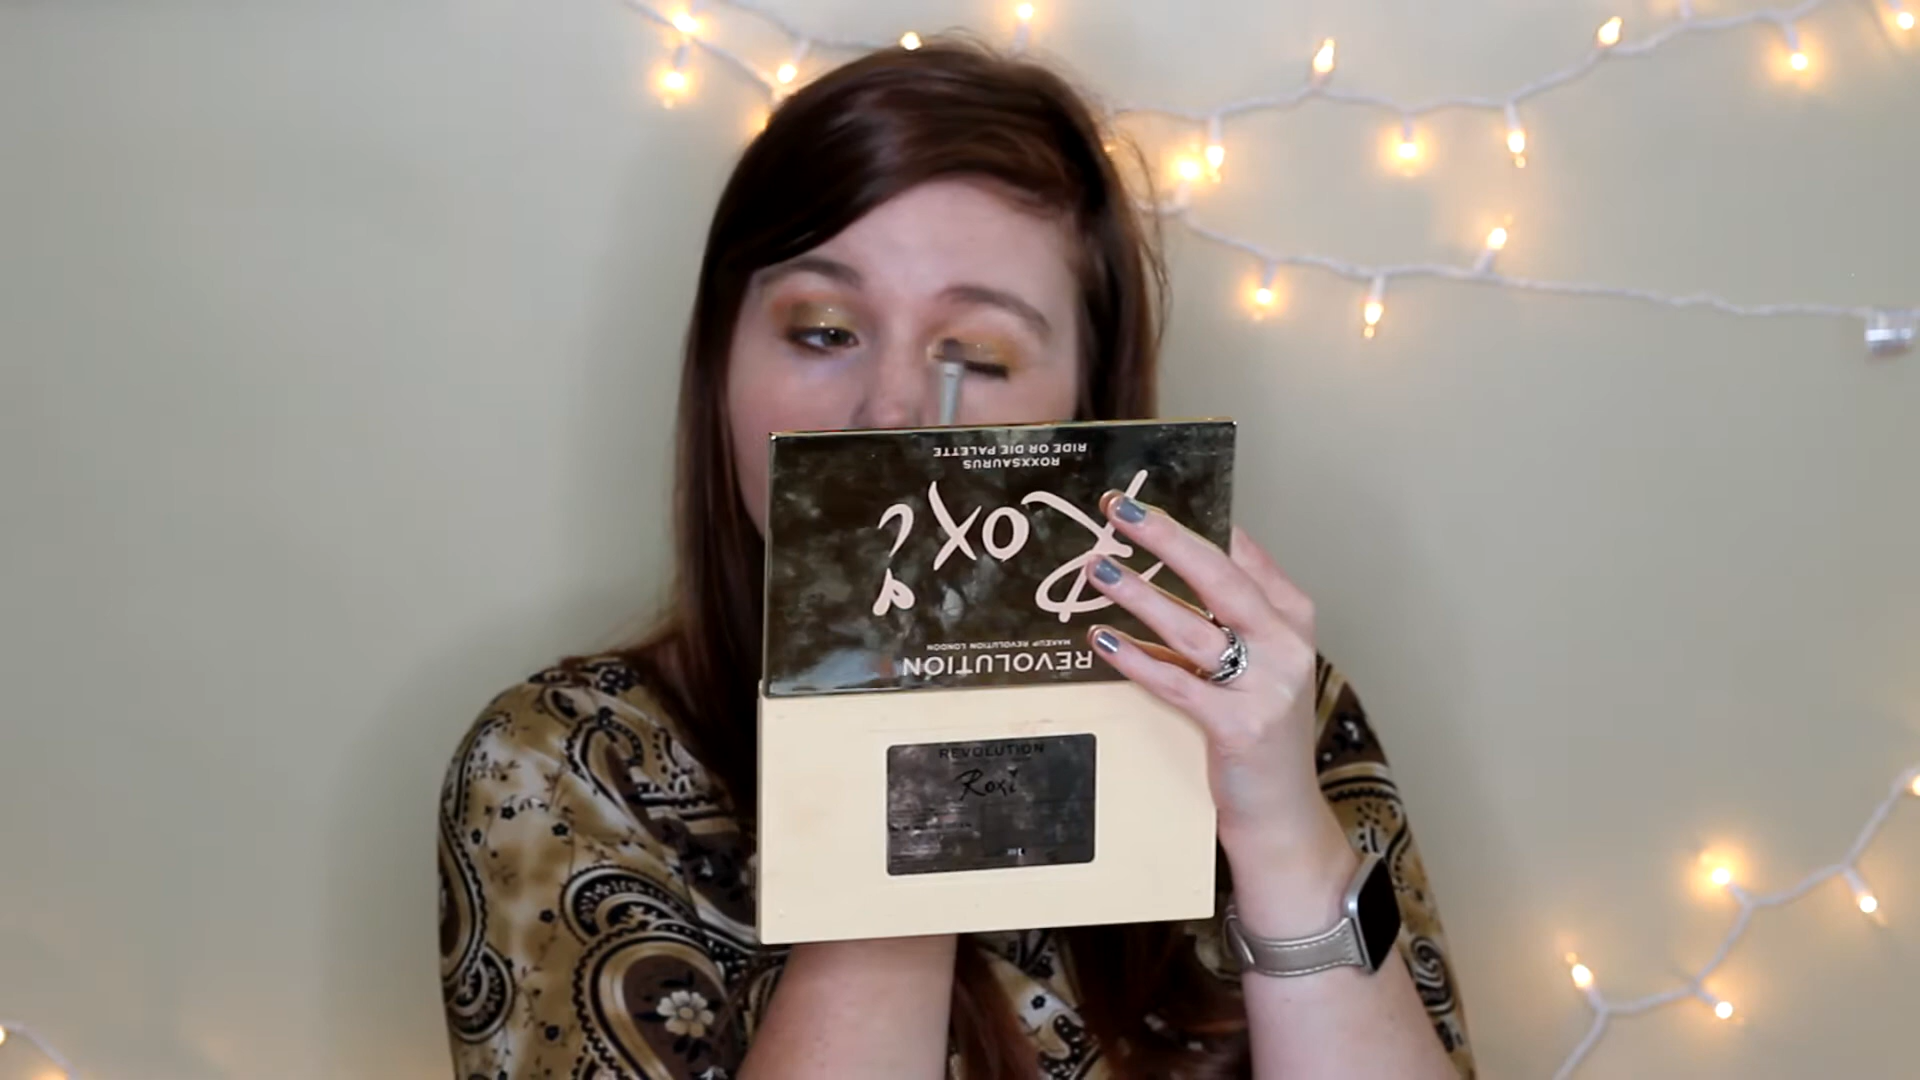 REVOLUTION
MAKEUP REVOLUTION LONDON
Roxi
ROXXSAURUS
RIDE OR DIE PALETTE
REVOLUTION
Roxi